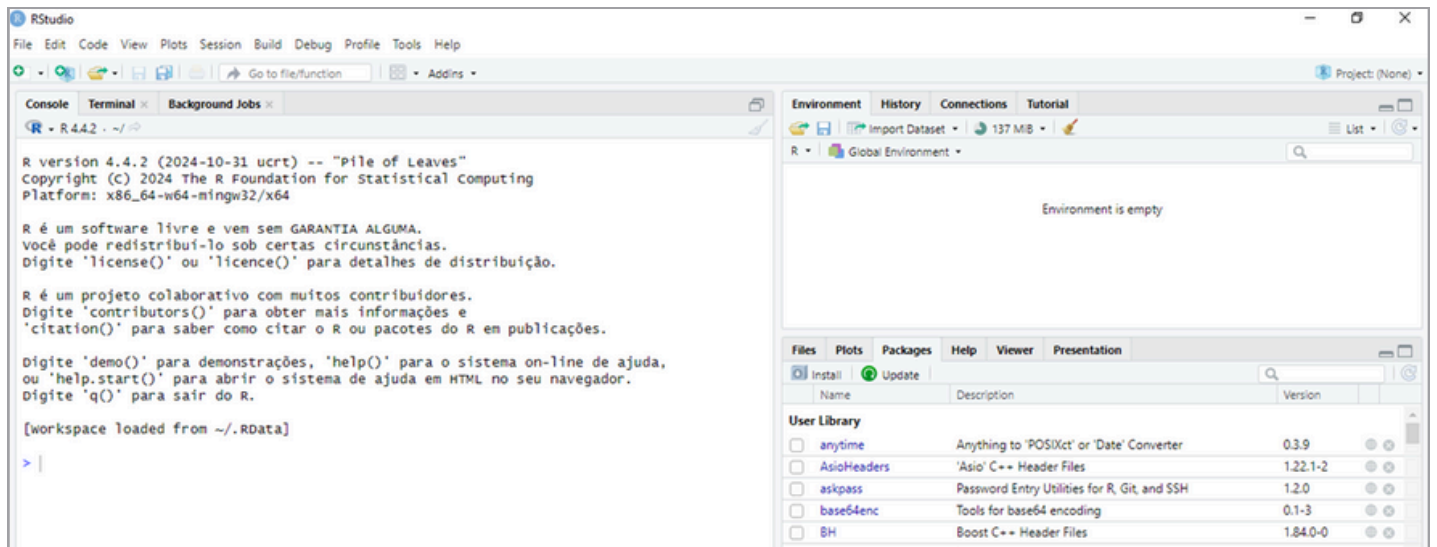 RStudio
File Edit Code View Plots Session Build Debug Profile Tools Help
Go to file/function Addins Project: (None)
Console Terminal Background Jobs
R 4.4.2 · ~/
R version 4.4.2 (2024-10-31 ucrt) -- "Pile of Leaves"
Copyright (C) 2024 The R Foundation for Statistical Computing
Platform: x86_64-w64-mingw32/x64
R é um software livre e vem sem GARANTIA ALGUMA.
Você pode redistribuí-lo sob certas circunstâncias.
Digite 'license()' ou 'licence()' para detalhes de distribuição.
R é um projeto colaborativo com muitos contribuidores.
Digite 'contributors()' para obter mais informações e
'citation()' para saber como citar o R ou pacotes do R em publicações.
Digite 'demo()' para demonstrações, 'help()' para o sistema on-line de ajuda,
ou 'help.start()' para abrir o sistema de ajuda em HTML no seu navegador.
Digite 'q()' para sair do R.
[Workspace loaded from ~/.RData]
>
Environment History Connections Tutorial
Import Dataset 137 MiB List
R Global Environment
Environment is empty
Files Plots Packages Help Viewer Presentation
Install Update
Name Description Version
User Library
anytime Anything to 'POSIXct' or 'Date' Converter 0.3.9
AsioHeaders 'Asio' C++ Header Files 1.22.1-2
askpass Password Entry Utilities for R, Git, and SSH 1.2.0
base64enc Tools for base64 encoding 0.1-3
BH Boost C++ Header Files 1.84.0-0